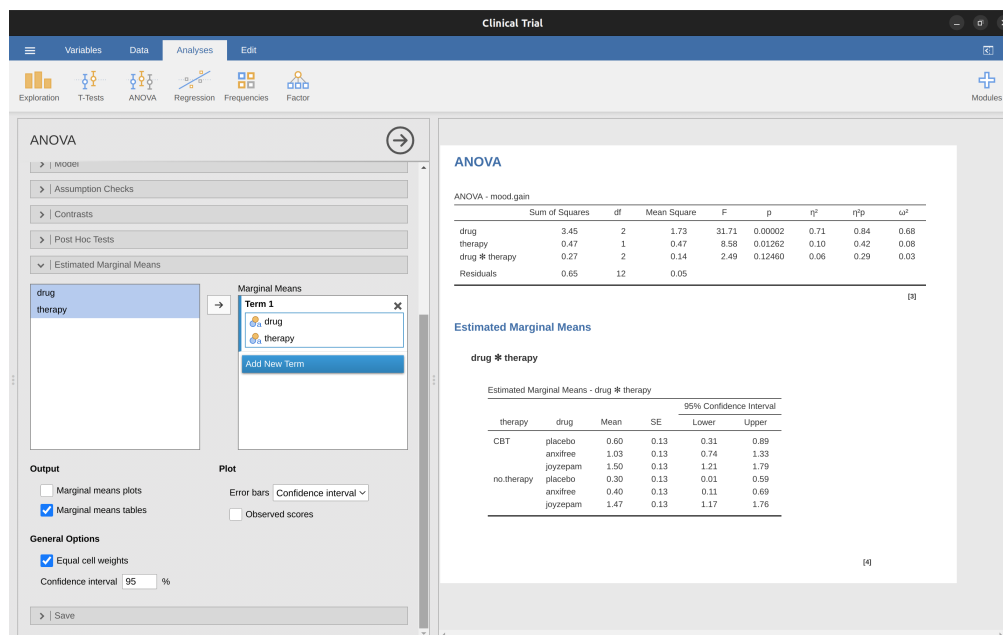 Clinical Trial
Variables Data Analyses Edit
Exploration T-Tests ANOVA Regression Frequencies Factor Modules
ANOVA
Model
Assumption Checks
Contrasts
Post Hoc Tests
Estimated Marginal Means
drug
therapy
Marginal Means
Term 1
drug
therapy
Add New Term
Output
Marginal means plots
Marginal means tables
Plot
Error bars Confidence interval
Observed scores
General Options
Equal cell weights
Confidence interval 95 %
Save
ANOVA
ANOVA - mood.gain
Sum of Squares df Mean Square F p η² η²p ω²
drug 3.45 2 1.73 31.71 0.00002 0.71 0.84 0.68
therapy 0.47 1 0.47 8.58 0.01262 0.10 0.42 0.08
drug ✻ therapy 0.27 2 0.14 2.49 0.12460 0.06 0.29 0.03
Residuals 0.65 12 0.05
[3]
Estimated Marginal Means
drug ✻ therapy
Estimated Marginal Means - drug ✻ therapy
95% Confidence Interval
therapy drug Mean SE Lower Upper
CBT placebo 0.60 0.13 0.31 0.89
anxifree 1.03 0.13 0.74 1.33
joyzepam 1.50 0.13 1.21 1.79
no.therapy placebo 0.30 0.13 0.01 0.59
anxifree 0.40 0.13 0.11 0.69
joyzepam 1.47 0.13 1.17 1.76
[4]